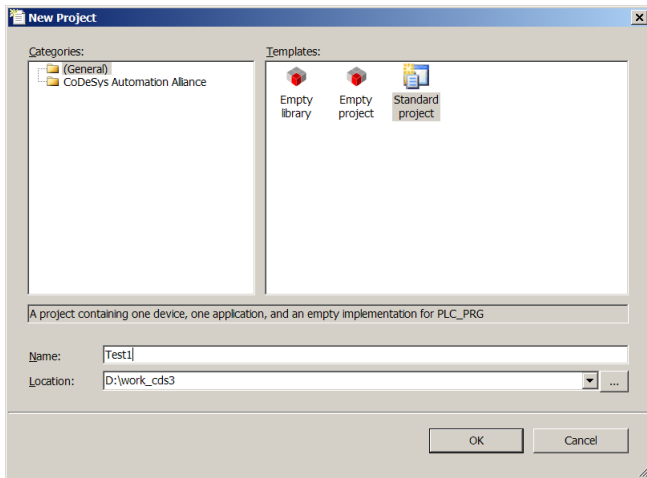 New Project
Categories:
Templates:
(General)
CoDeSys Automation Aliance
Empty library
Empty project
Standard project
A project containing one device, one application, and an empty implementation for PLC_PRG
Name:
Test1
Location:
D:\work_cds3
...
OK
Cancel